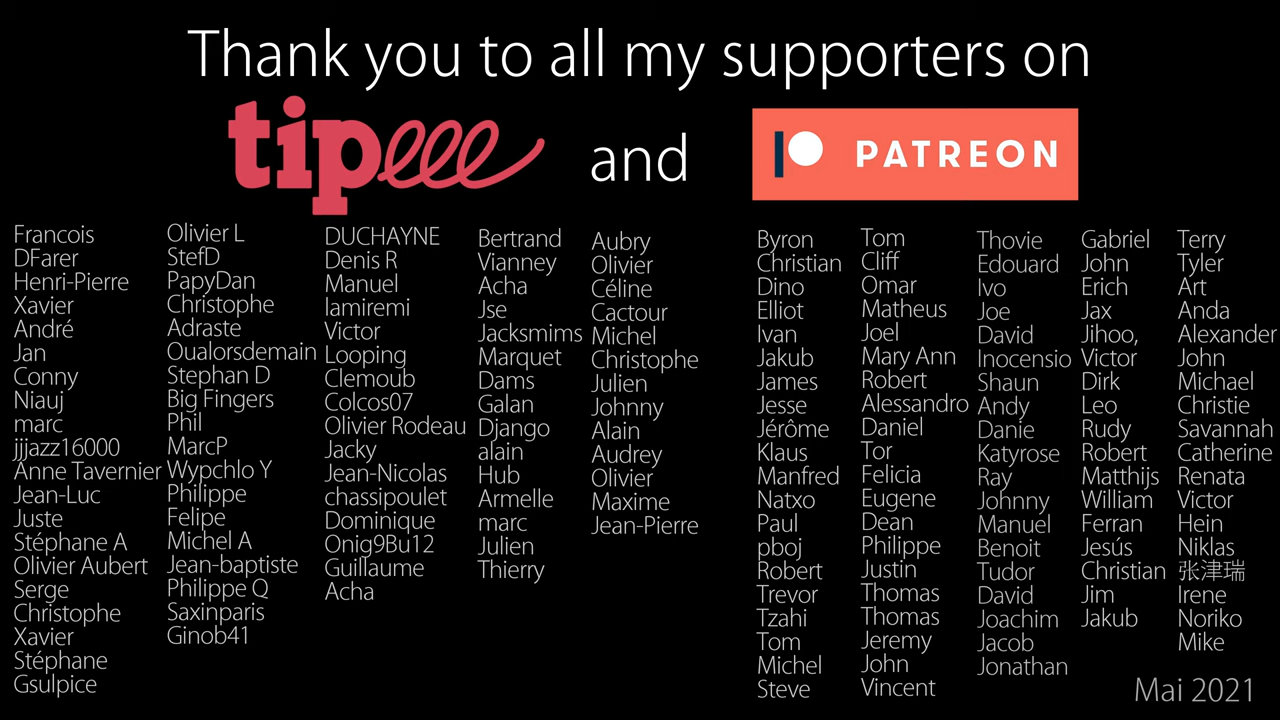 Thank you to all my supporters on
tipeee and PATREON
Francois
DFarer
Henri-Pierre
Xavier
André
Jan
Conny
Niauj
marc
jjjazz16000
Anne Tavernier
Jean-Luc
Juste
Stéphane A
Olivier Aubert
Serge
Christophe
Xavier
Stéphane
Gsulpice
Olivier L
StefD
PapyDan
Christophe
Adraste
Oualorsdemain
Stephan D
Big Fingers
Phil
MarcP
Wypchlo Y
Philippe
Felipe
Michel A
Jean-baptiste
Philippe Q
Saxinparis
Ginob41
DUCHAYNE
Denis R
Manuel
lamiremi
Victor
Looping
Clemoub
Colcos07
Olivier Rodeau
Jacky
Jean-Nicolas
chassipoulet
Dominique
Onig9Bu12
Guillaume
Acha
Bertrand
Vianney
Acha
Jse
Jacksmims
Marquet
Dams
Galan
Django
alain
Hub
Armelle
marc
Julien
Thierry
Aubry
Olivier
Céline
Cactour
Michel
Christophe
Julien
Johnny
Alain
Audrey
Olivier
Maxime
Jean-Pierre
Byron
Christian
Dino
Elliot
Ivan
Jakub
James
Jesse
Jérôme
Klaus
Manfred
Natxo
Paul
pboj
Robert
Trevor
Tzahi
Tom
Michel
Steve
Tom
Cliff
Omar
Matheus
Joel
Mary Ann
Robert
Alessandro
Daniel
Tor
Felicia
Eugene
Dean
Philippe
Justin
Thomas
Thomas
Jeremy
John
Vincent
Thovie
Edouard
Ivo
Joe
David
Inocensio
Shaun
Andy
Danie
Katyrose
Ray
Johnny
Manuel
Benoit
Tudor
David
Joachim
Jacob
Jonathan
Gabriel
John
Erich
Jax
Jihoo,
Victor
Dirk
Leo
Rudy
Robert
Matthijs
William
Ferran
Jesús
Christian
Jim
Jakub
Terry
Tyler
Art
Anda
Alexander
John
Michael
Christie
Savannah
Catherine
Renata
Victor
Hein
Niklas
张津瑞
Irene
Noriko
Mike
Mai 2021